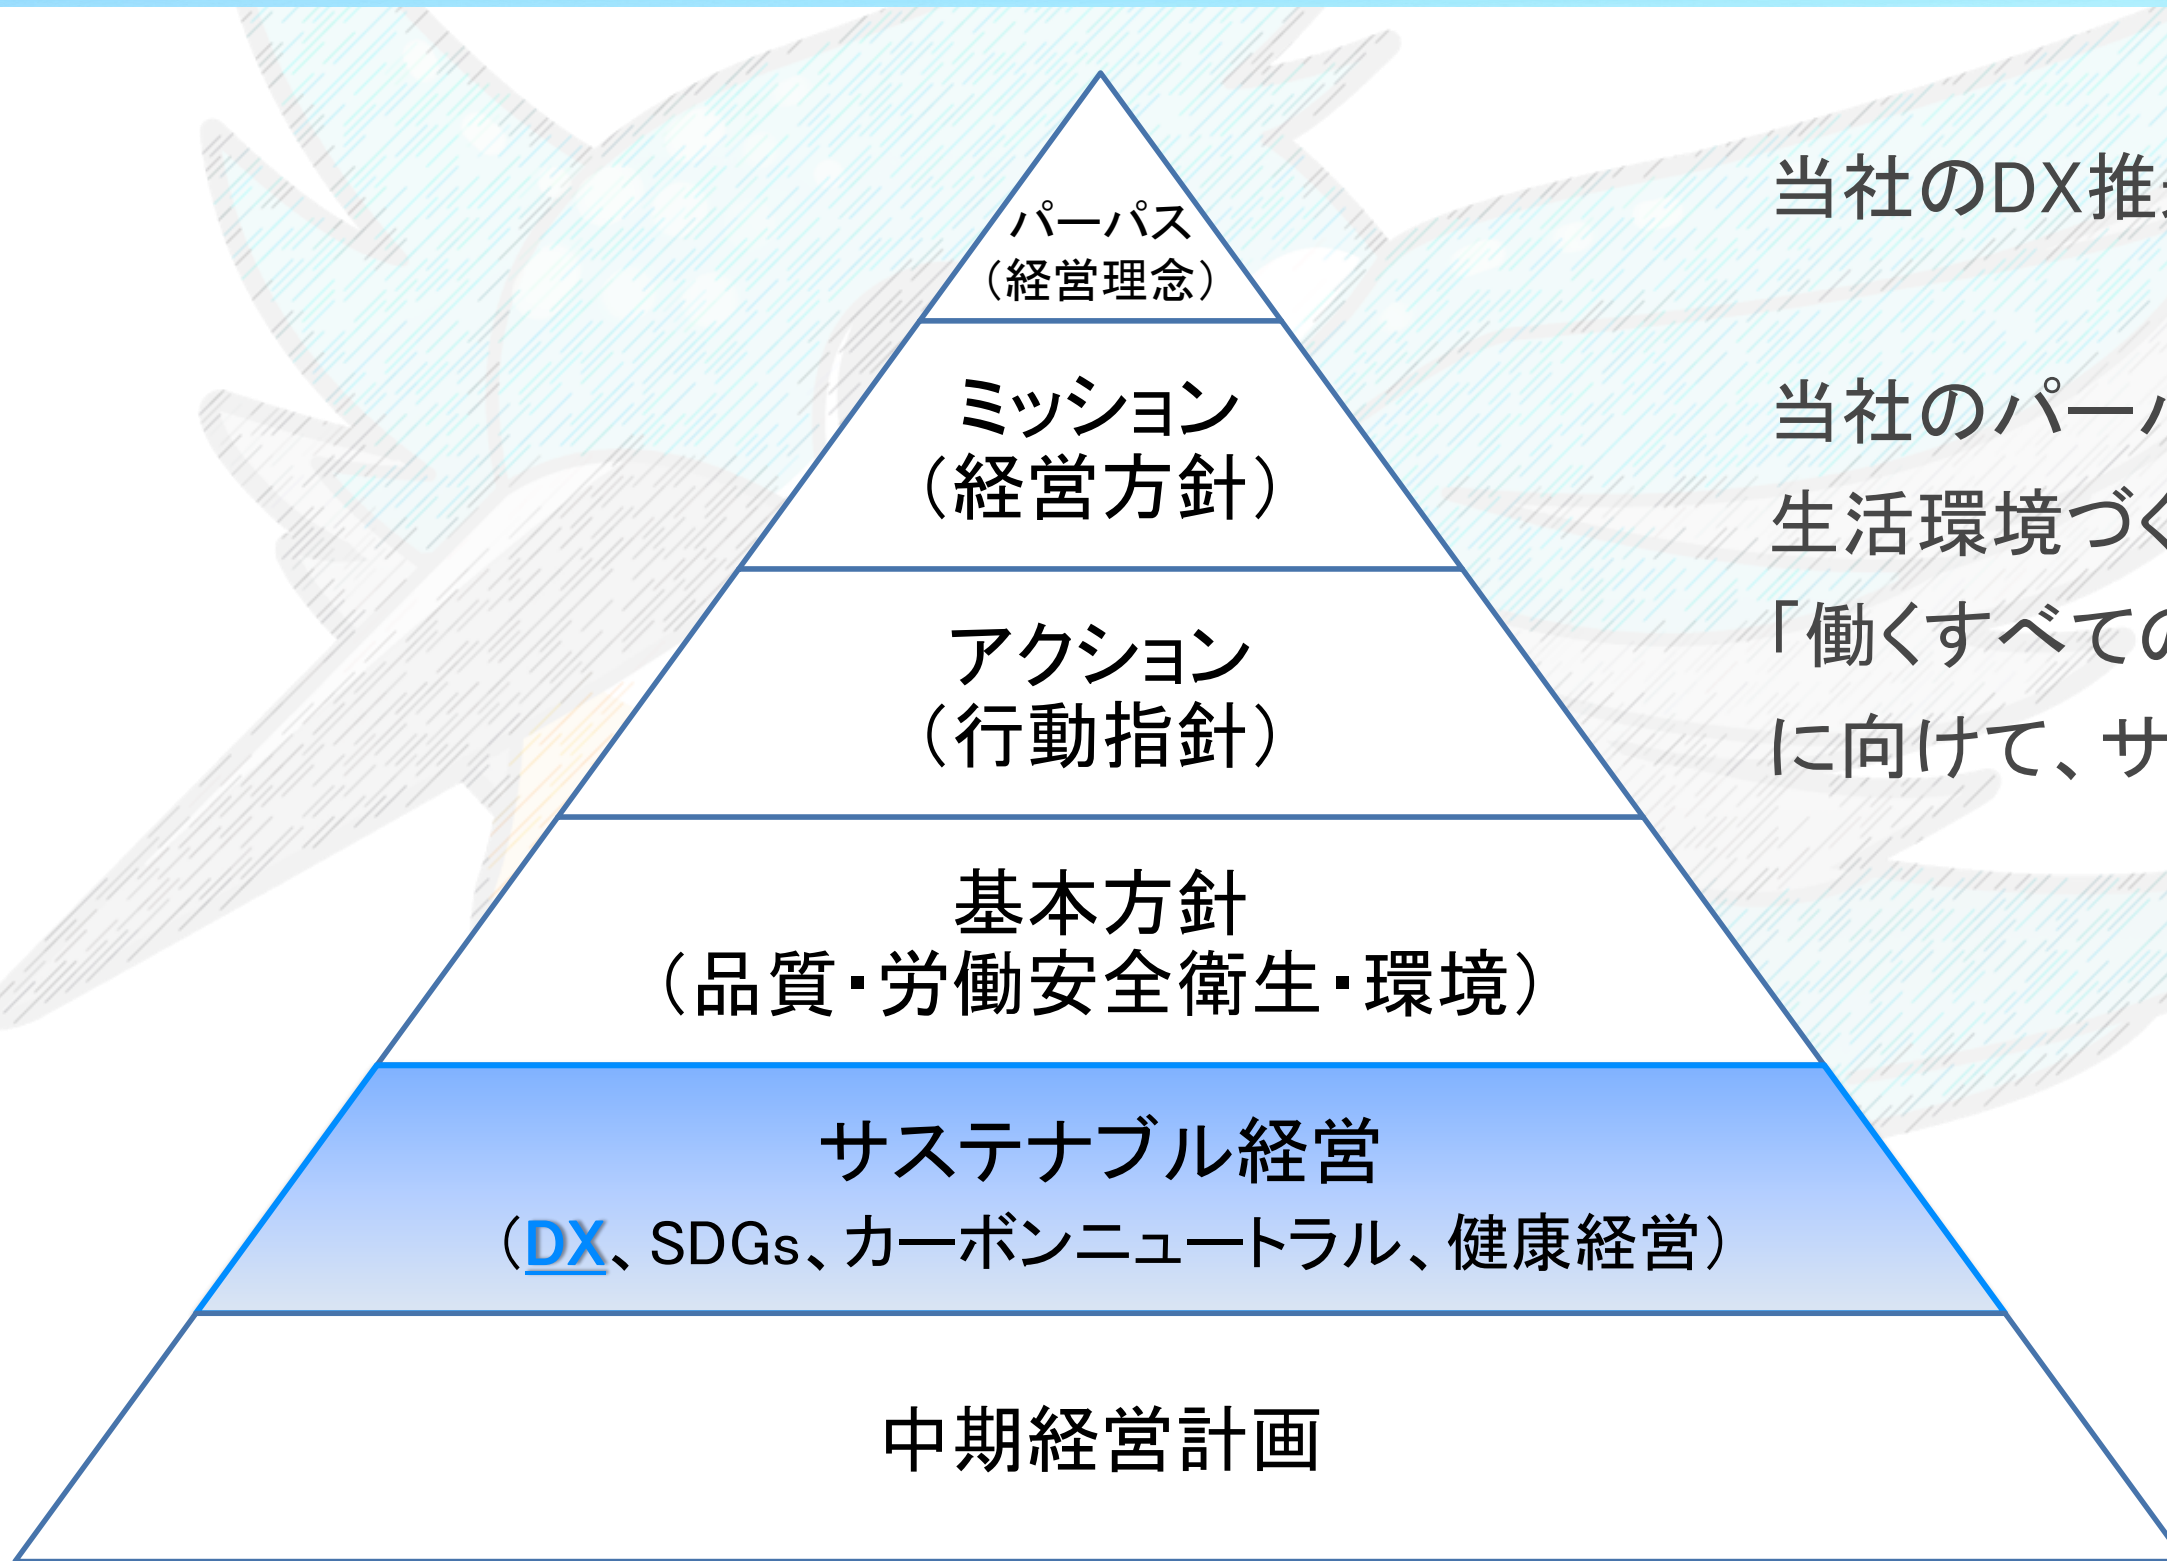 パーパス
（経営理念）
ミッション
（経営方針）
アクション
（行動指針）
基本方針
（品質・労働安全衛生・環境）
サステナブル経営
（DX、SDGs、カーボンニュートラル、健康経営）
中期経営計画
当社のDX推
当社のパー
生活環境づく
「働くすべての
に向けて、サ